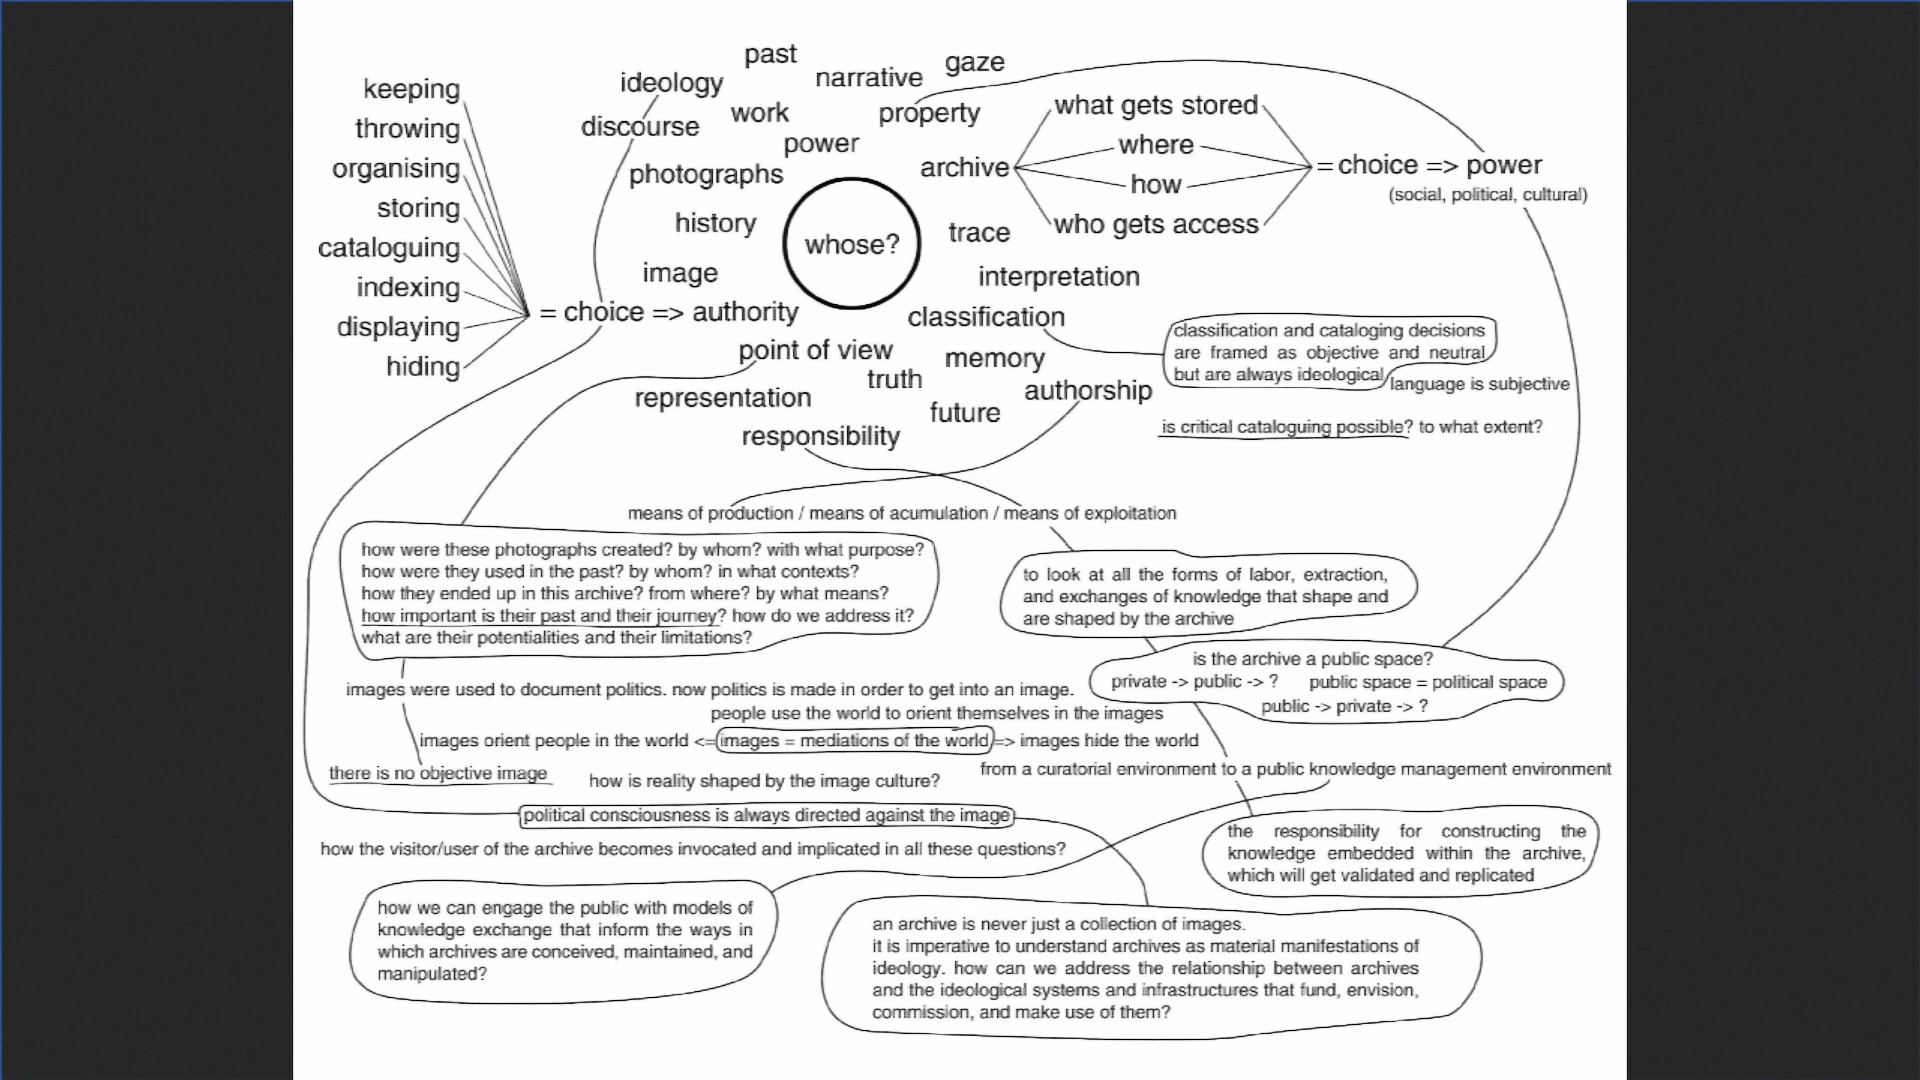 keeping
throwing
organising
storing
cataloguing
indexing
displaying
hiding
= choice => authority
past
ideology
narrative
gaze
discourse
work
property
power
photographs
archive
history
whose?
trace
image
interpretation
classification
point of view
memory
truth
representation
authorship
future
responsibility
what gets stored
where
how
who gets access
= choice => power
(social, political, cultural)
classification and cataloging decisions
are framed as objective and neutral
but are always ideological
language is subjective
is critical cataloguing possible? to what extent?
means of production / means of acumulation / means of exploitation
how were these photographs created? by whom? with what purpose?
how were they used in the past? by whom? in what contexts?
how they ended up in this archive? from where? by what means?
how important is their past and their journey? how do we address it?
what are their potentialities and their limitations?
to look at all the forms of labor, extraction,
and exchanges of knowledge that shape and
are shaped by the archive
is the archive a public space?
private -> public -> ? public space = political space
public -> private -> ?
images were used to document politics. now politics is made in order to get into an image.
people use the world to orient themselves in the images
images orient people in the world <= images = mediations of the world => images hide the world
there is no objective image
how is reality shaped by the image culture?
from a curatorial environment to a public knowledge management environment
political consciousness is always directed against the image
how the visitor/user of the archive becomes invocated and implicated in all these questions?
the responsibility for constructing the
knowledge embedded within the archive,
which will get validated and replicated
how we can engage the public with models of
knowledge exchange that inform the ways in
which archives are conceived, maintained, and
manipulated?
an archive is never just a collection of images.
it is imperative to understand archives as material manifestations of
ideology. how can we address the relationship between archives
and the ideological systems and infrastructures that fund, envision,
commission, and make use of them?